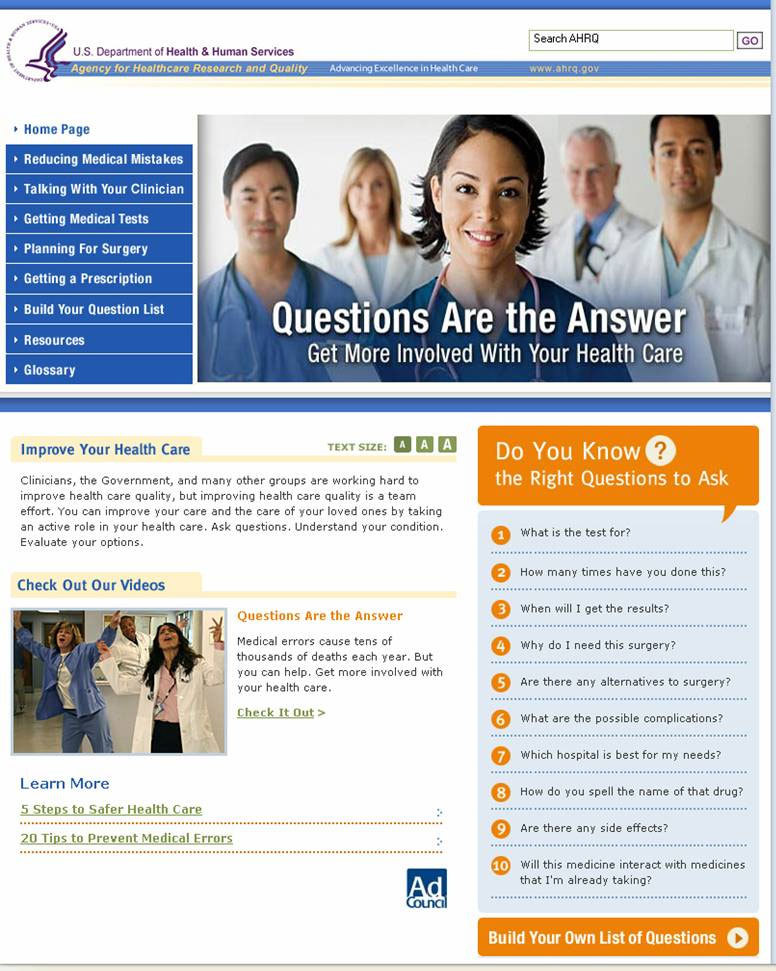 U.S. Department of Health & Human Services
Search AHRQ
GO
Agency for Healthcare Research and Quality
Advancing Excellence in Health Care
www.ahrq.gov
Home Page
Reducing Medical Mistakes
Talking With Your Clinician
Getting Medical Tests
Planning For Surgery
Getting a Prescription
Build Your Question List
Resources
Glossary
Questions Are the Answer
Get More Involved With Your Health Care
Improve Your Health Care
TEXT SIZE: A A A
Clinicians, the Government, and many other groups are working hard to
improve health care quality, but improving health care quality is a team
effort. You can improve your care and the care of your loved ones by taking
an active role in your health care. Ask questions. Understand your condition.
Evaluate your options.
Check Out Our Videos
Questions Are the Answer
Medical errors cause tens of
thousands of deaths each year. But
you can help. Get more involved with
your health care.
Check It Out >
Learn More
5 Steps to Safer Health Care
20 Tips to Prevent Medical Errors
Ad
Council
Do You Know ?
the Right Questions to Ask
1 What is the test for?
2 How many times have you done this?
3 When will I get the results?
4 Why do I need this surgery?
5 Are there any alternatives to surgery?
6 What are the possible complications?
7 Which hospital is best for my needs?
8 How do you spell the name of that drug?
9 Are there any side effects?
10 Will this medicine interact with medicines
that I'm already taking?
Build Your Own List of Questions